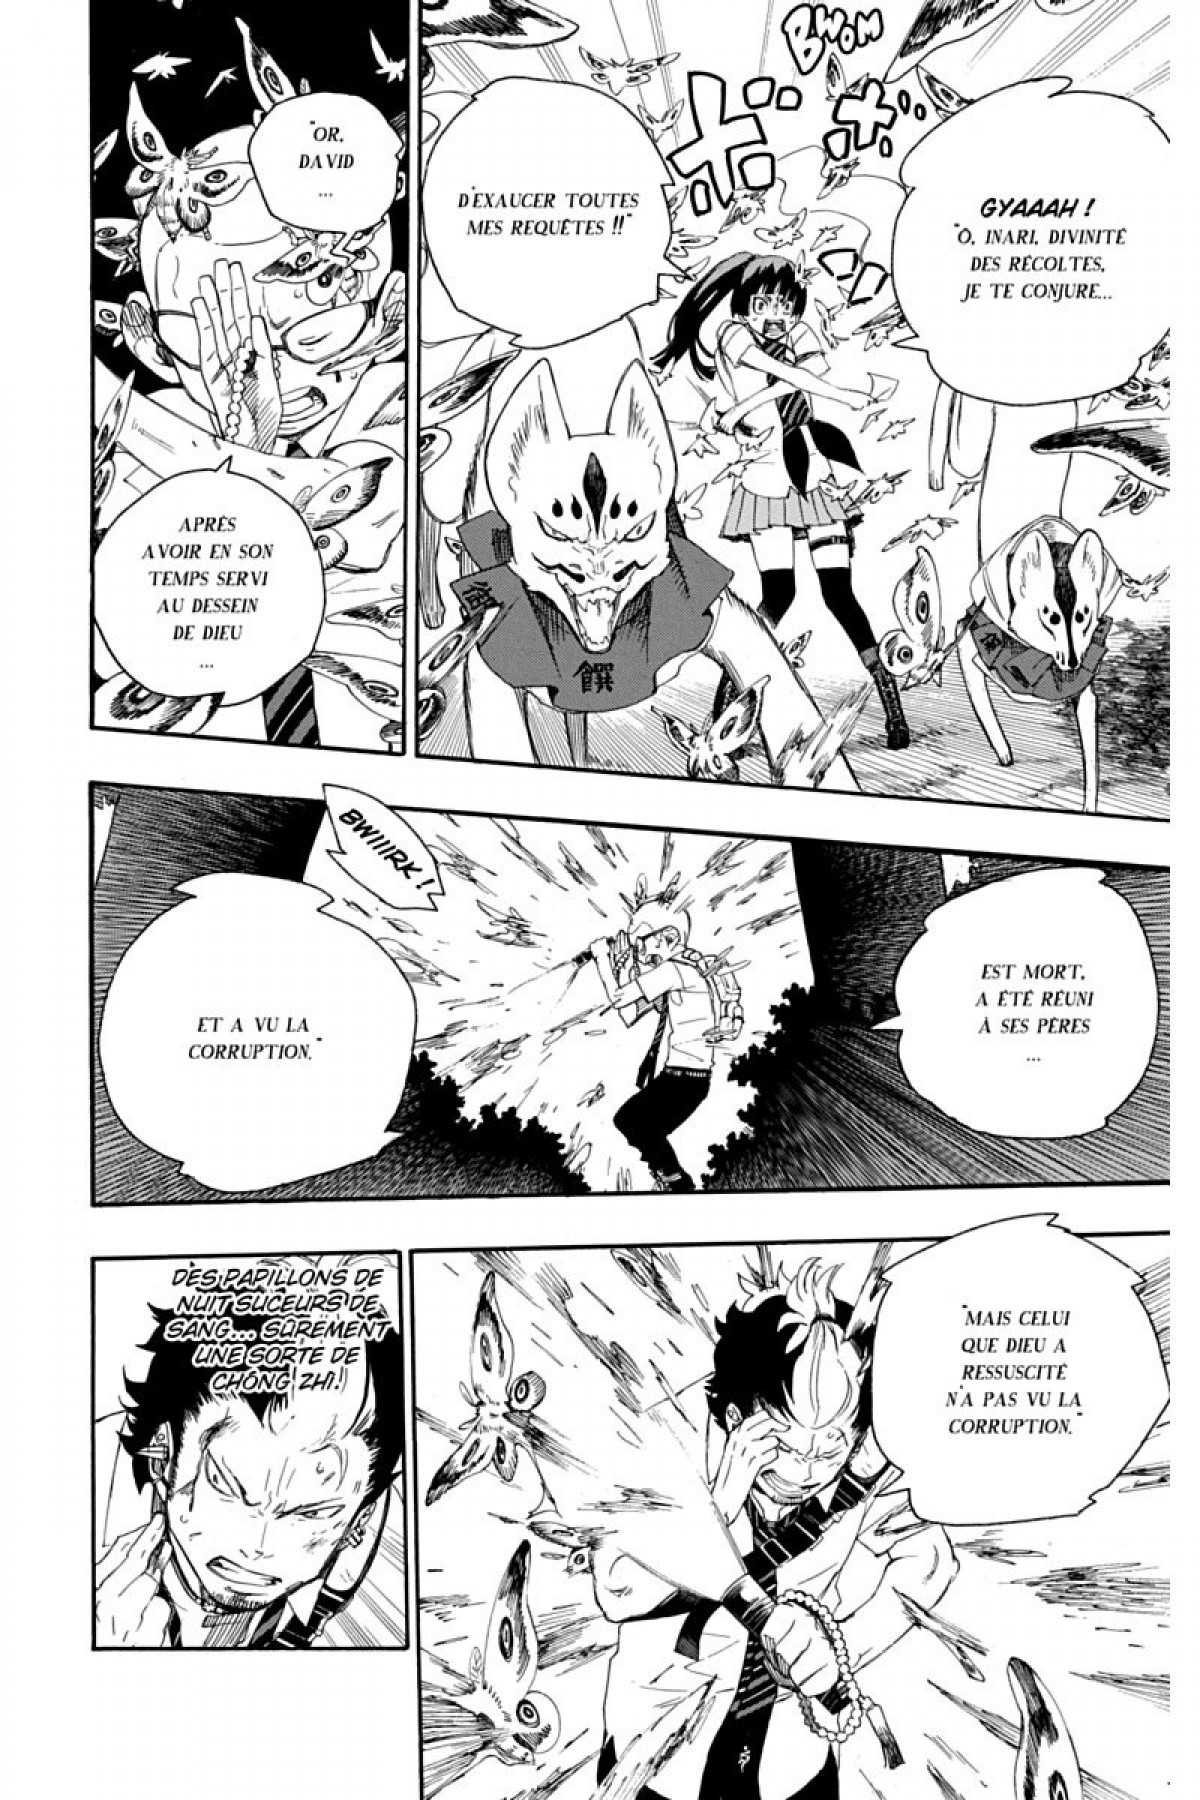 BWOM
GYAAAH !
"Ô, INARI, DIVINITÉ
DES RÉCOLTES,
JE TE CONJURE...
D'EXAUCER TOUTES
MES REQUÊTES !!"
饌
"OR,
DAVID
...
APRÈS
AVOIR EN SON
TEMPS SERVI
AU DESSEIN
DE DIEU
...
EST MORT,
A ÉTÉ RÉUNI
À SES PÈRES
...
BWIIIRK !
ET A VU LA
CORRUPTION."
"MAIS CELUI
QUE DIEU A
RESSUSCITÉ
N'A PAS VU LA
CORRUPTION."
DES PAPILLONS DE
NUIT SUCEURS DE
SANG... SÛREMENT
UNE SORTE DE
CHÓNG ZHÌ!